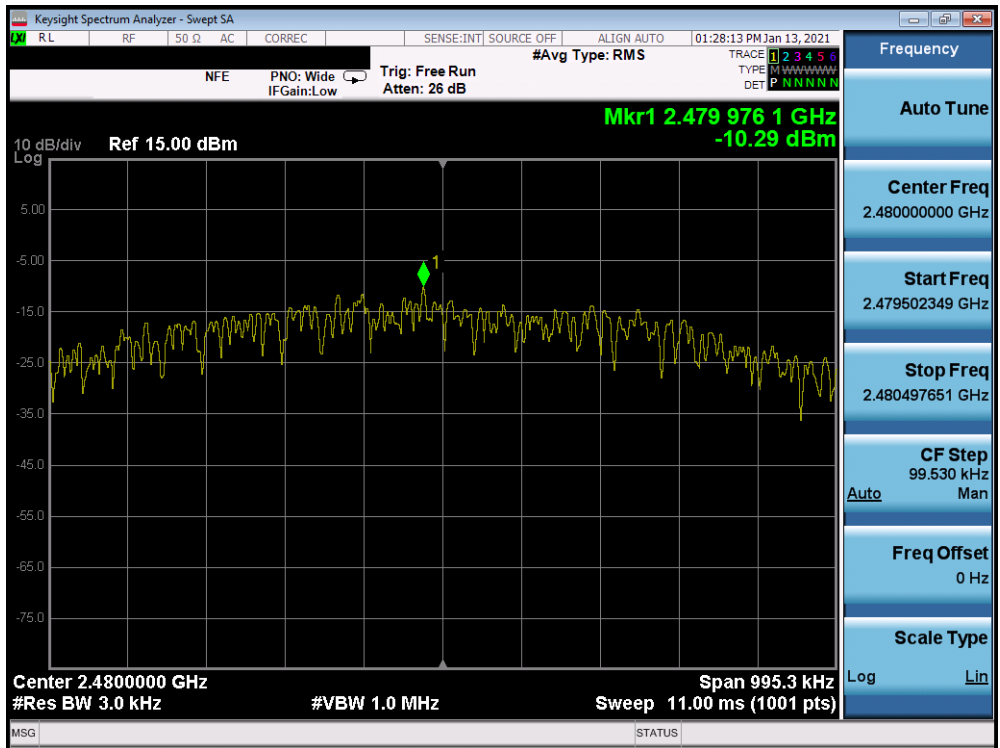 Keysight Spectrum Analyzer - Swept SA
LXI RL RF 50 Ω AC CORREC SENSE:INT SOURCE OFF ALIGN AUTO 01:28:13 PM Jan 13, 2021
#Avg Type: RMS
TRACE 1 2 3 4 5 6
TYPE M WWWWW
DET P N N N N N
NFE
PNO: Wide
IFGain:Low
Trig: Free Run
Atten: 26 dB
Mkr1 2.479 976 1 GHz
-10.29 dBm
10 dB/div Ref 15.00 dBm
Log
5.00
-5.00
1
-15.0
-25.0
-35.0
-45.0
-55.0
-65.0
-75.0
Center 2.4800000 GHz Span 995.3 kHz
#Res BW 3.0 kHz #VBW 1.0 MHz Sweep 11.00 ms (1001 pts)
MSG STATUS
Frequency
Auto Tune
Center Freq
2.480000000 GHz
Start Freq
2.479502349 GHz
Stop Freq
2.480497651 GHz
CF Step
99.530 kHz
Auto Man
Freq Offset
0 Hz
Scale Type
Log Lin